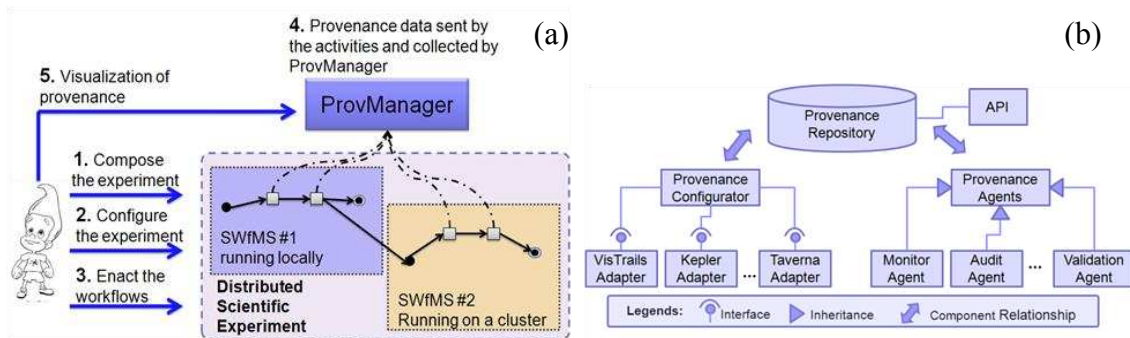 (a)
4. Provenance data sent by
the activities and collected by
ProvManager
5. Visualization of
provenance
ProvManager
1. Compose
the experiment
2. Configure
the experiment
3. Enact the
workflows
SWfMS #1
running locally
Distributed
Scientific
Experiment
SWfMS #2
Running on a cluster
(b)
Provenance
Repository
API
Provenance
Configurator
Provenance
Agents
VisTrails
Adapter
Kepler
Adapter
...
Taverna
Adapter
Monitor
Agent
Audit
Agent
...
Validation
Agent
Legends:
Interface
Inheritance
Component Relationship